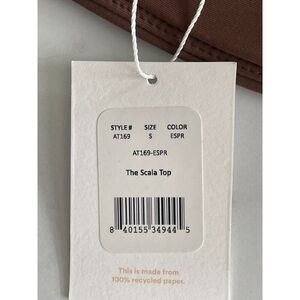 STYLE # SIZE COLOR
AT169 S ESPR
AT169-ESPR
The Scala Top
8 40155 34944 5
This is made from
100% recycled paper.